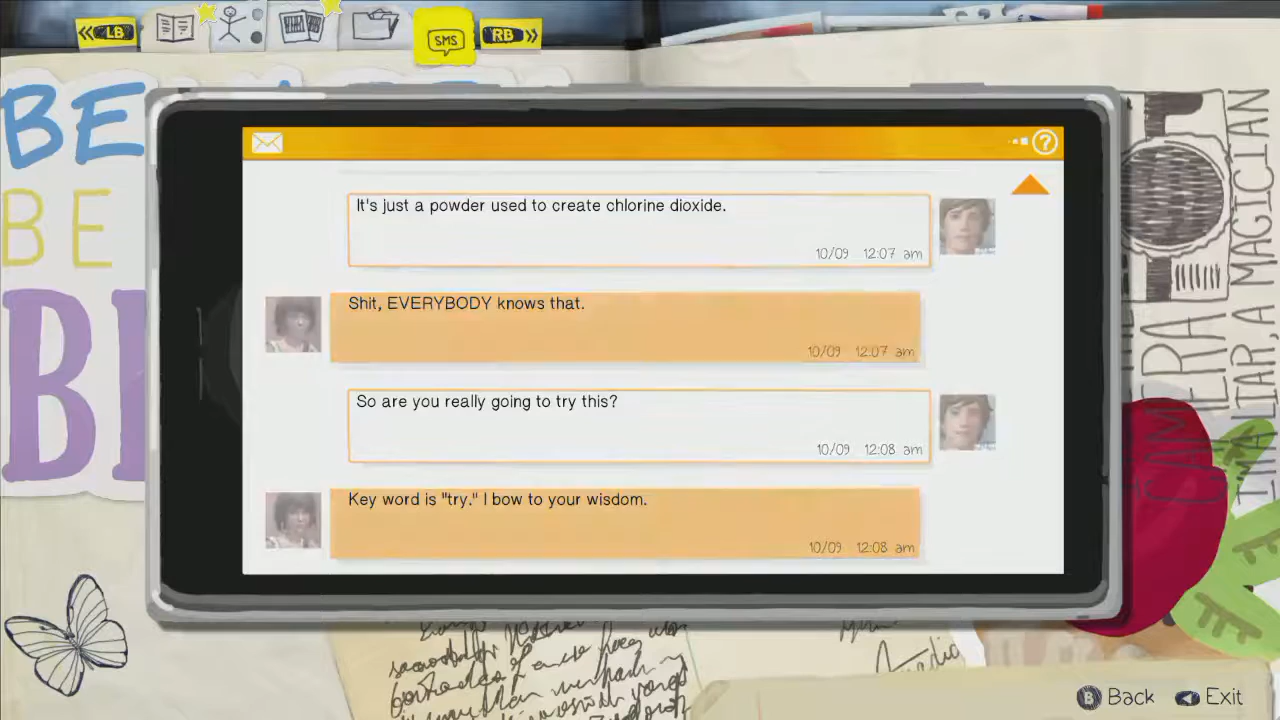 LB
SMS
RB
BE
BE
It's just a powder used to create chlorine dioxide.
10/09 12:07 am
Shit, EVERYBODY knows that.
10/09 12:07 am
So are you really going to try this?
10/09 12:08 am
Key word is "try." I bow to your wisdom.
10/09 12:08 am
CAMERA
LIAR, A MAGICIAN
B Back
Exit